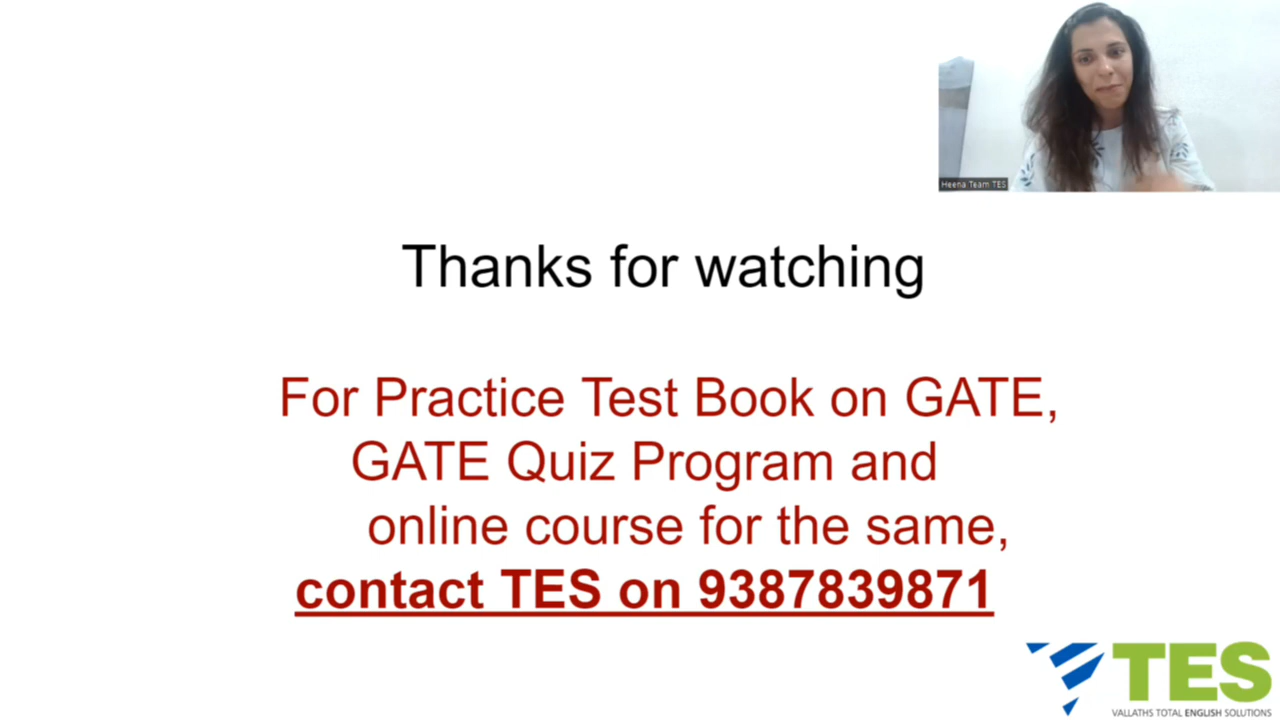 Heena Team TES
Thanks for watching
For Practice Test Book on GATE,
GATE Quiz Program and
online course for the same,
contact TES on 9387839871
TES
VALLATHS TOTAL ENGLISH SOLUTIONS